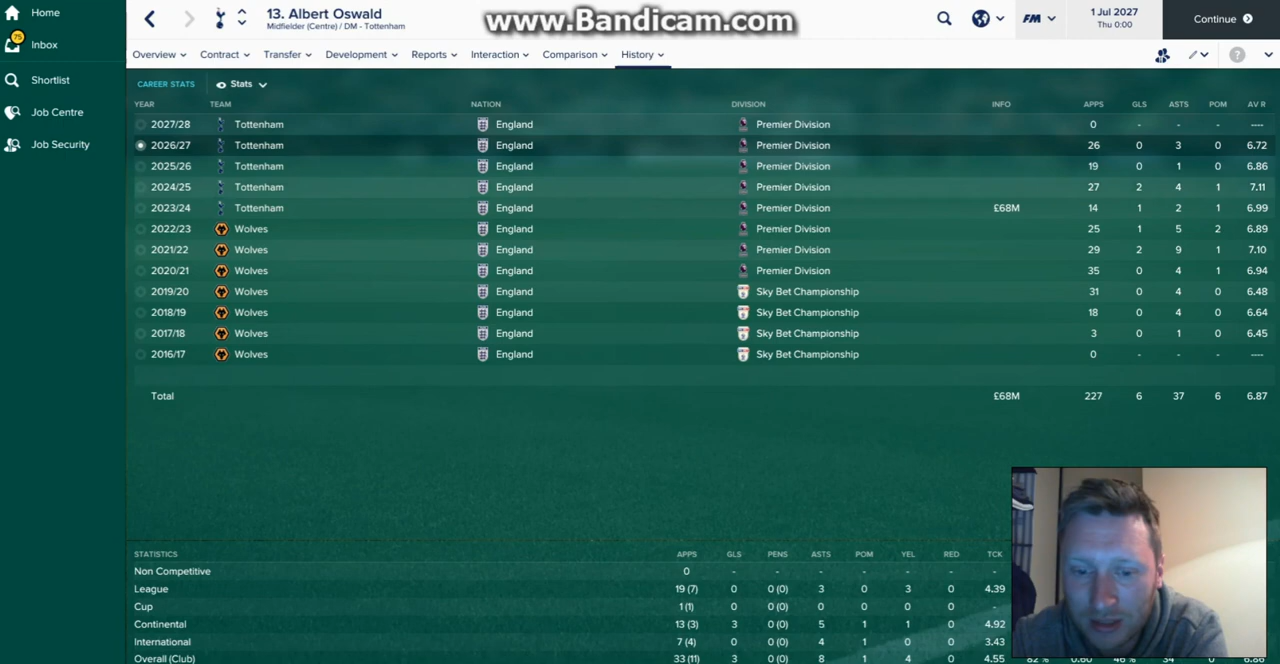 Home
Inbox
75
Shortlist
Job Centre
Job Security
13. Albert Oswald
Midfielder (Centre) / DM - Tottenham
www.Bandicam.com
FM
1 Jul 2027
Thu 0:00
Continue
Overview Contract Transfer Development Reports Interaction Comparison History
?
CAREER STATS Stats
YEAR TEAM NATION DIVISION INFO APPS GLS ASTS POM AV R
2027/28 Tottenham England Premier Division 0 - - - ----
2026/27 Tottenham England Premier Division 26 0 3 0 6.72
2025/26 Tottenham England Premier Division 19 0 1 0 6.86
2024/25 Tottenham England Premier Division 27 2 4 1 7.11
2023/24 Tottenham England Premier Division £68M 14 1 2 1 6.99
2022/23 Wolves England Premier Division 25 1 5 2 6.89
2021/22 Wolves England Premier Division 29 2 9 1 7.10
2020/21 Wolves England Premier Division 35 0 4 1 6.94
2019/20 Wolves England Sky Bet Championship 31 0 4 0 6.48
2018/19 Wolves England Sky Bet Championship 18 0 4 0 6.64
2017/18 Wolves England Sky Bet Championship 3 0 1 0 6.45
2016/17 Wolves England Sky Bet Championship 0 - - - ----
Total £68M 227 6 37 6 6.87
STATISTICS APPS GLS PENS ASTS POM YEL RED TCK
Non Competitive 0 - - - - - - -
League 19 (7) 0 0 (0) 3 0 3 0 4.39
Cup 1 (1) 0 0 (0) 0 0 0 0 -
Continental 13 (3) 3 0 (0) 5 1 1 0 4.92
International 7 (4) 0 0 (0) 4 1 0 0 3.43
Overall (Club) 33 (11) 3 0 (0) 8 1 4 0 4.55